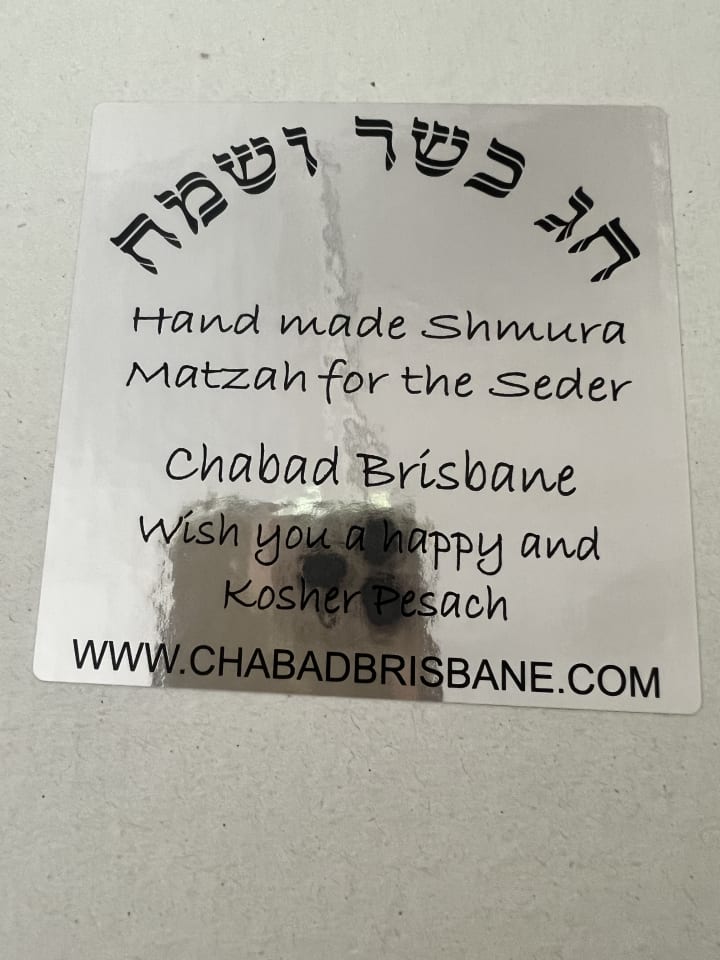 חג כשר ושמח
Hand made Shmura
Matzah for the Seder
Chabad Brisbane
Wish you a happy and
Kosher Pesach
WWW.CHABADBRISBANE.COM